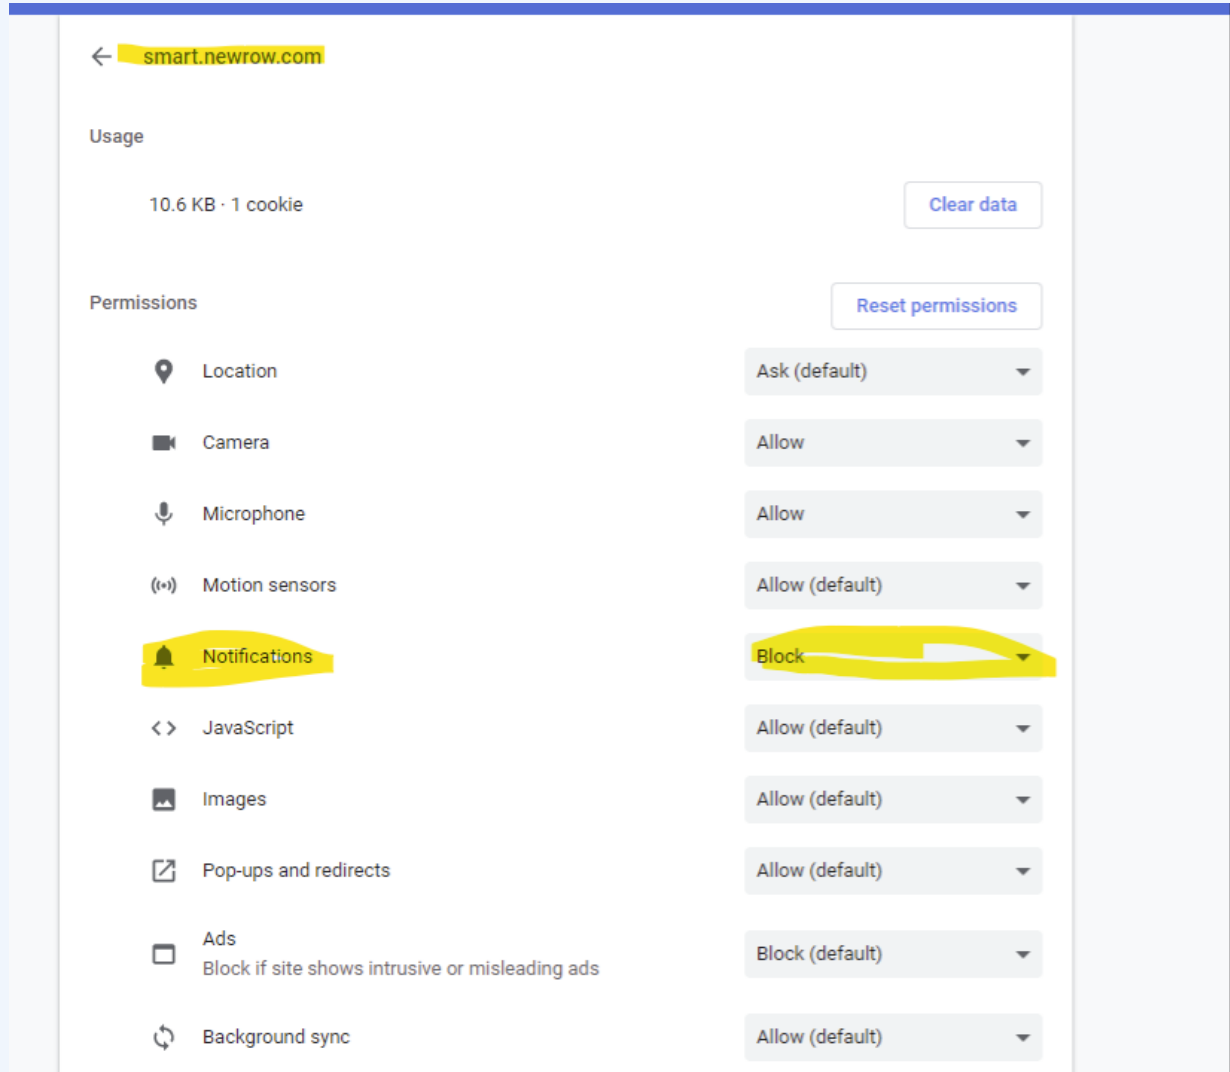 smart.newrow.com
Usage
10.6 KB · 1 cookie
Clear data
Permissions
Reset permissions
Location
Ask (default)
Camera
Allow
Microphone
Allow
Motion sensors
Allow (default)
Notifications
Block
JavaScript
Allow (default)
Images
Allow (default)
Pop-ups and redirects
Allow (default)
Ads
Block if site shows intrusive or misleading ads
Block (default)
Background sync
Allow (default)